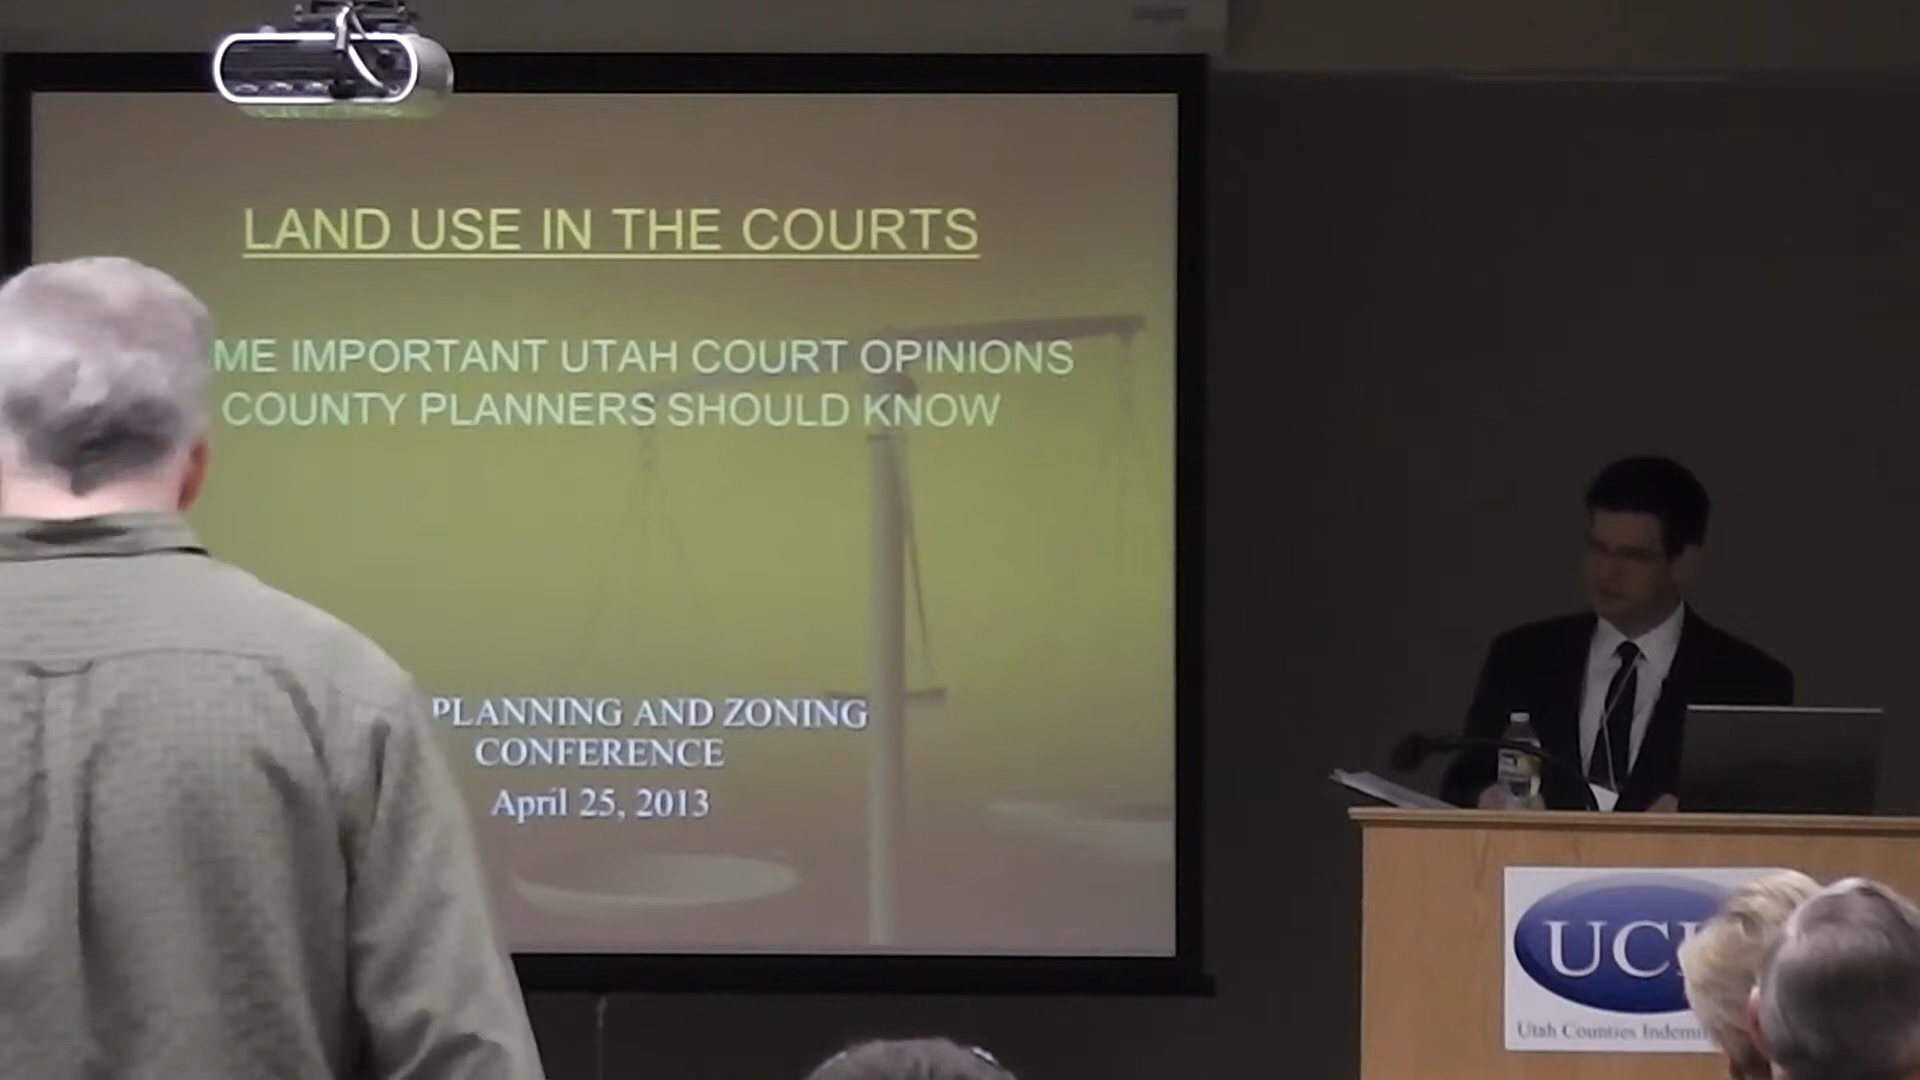 LAND USE IN THE COURTS
ME IMPORTANT UTAH COURT OPINIONS
COUNTY PLANNERS SHOULD KNOW
PLANNING AND ZONING
CONFERENCE
April 25, 2013
UC
Utah Counties Indemni